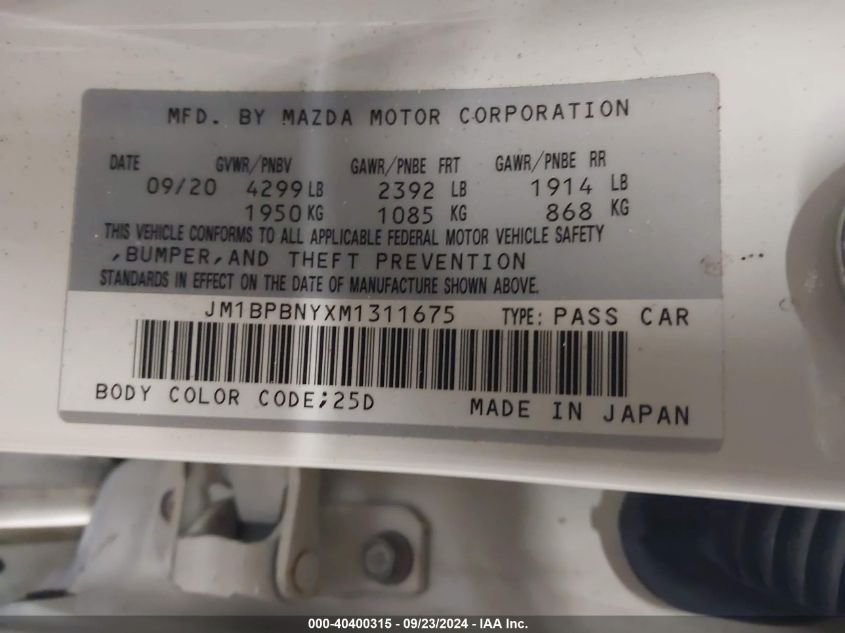 MFD. BY MAZDA MOTOR CORPORATION
DATE GVWR/PNBV GAWR/PNBE FRT GAWR/PNBE RR
09/20 4299 LB 2392 LB 1914 LB
1950 KG 1085 KG 868 KG
THIS VEHICLE CONFORMS TO ALL APPLICABLE FEDERAL MOTOR VEHICLE SAFETY
,BUMPER,AND THEFT PREVENTION
STANDARDS IN EFFECT ON THE DATE OF MANUFACTURE SHOWN ABOVE.
JM1BPBNYXM1311675 TYPE: PASS CAR
BODY COLOR CODE;25D MADE IN JAPAN
000-40400315 - 09/23/2024 - IAA Inc.